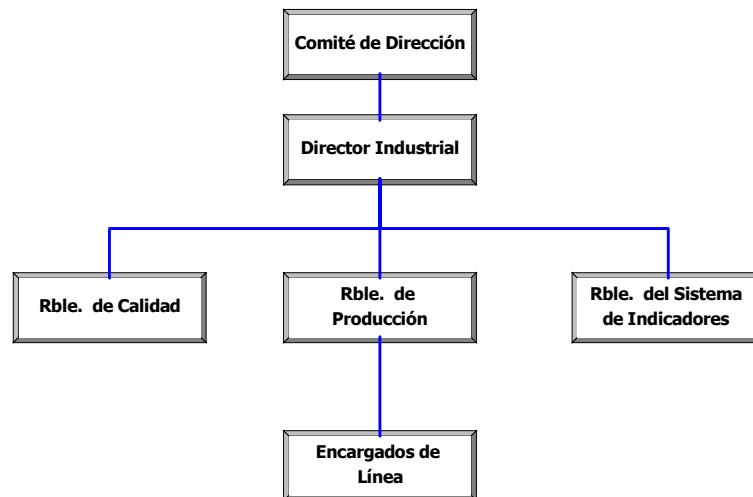 Comité de Dirección
Director Industrial
Rble. de Calidad
Rble. de
Producción
Rble. del Sistema
de Indicadores
Encargados de
Línea